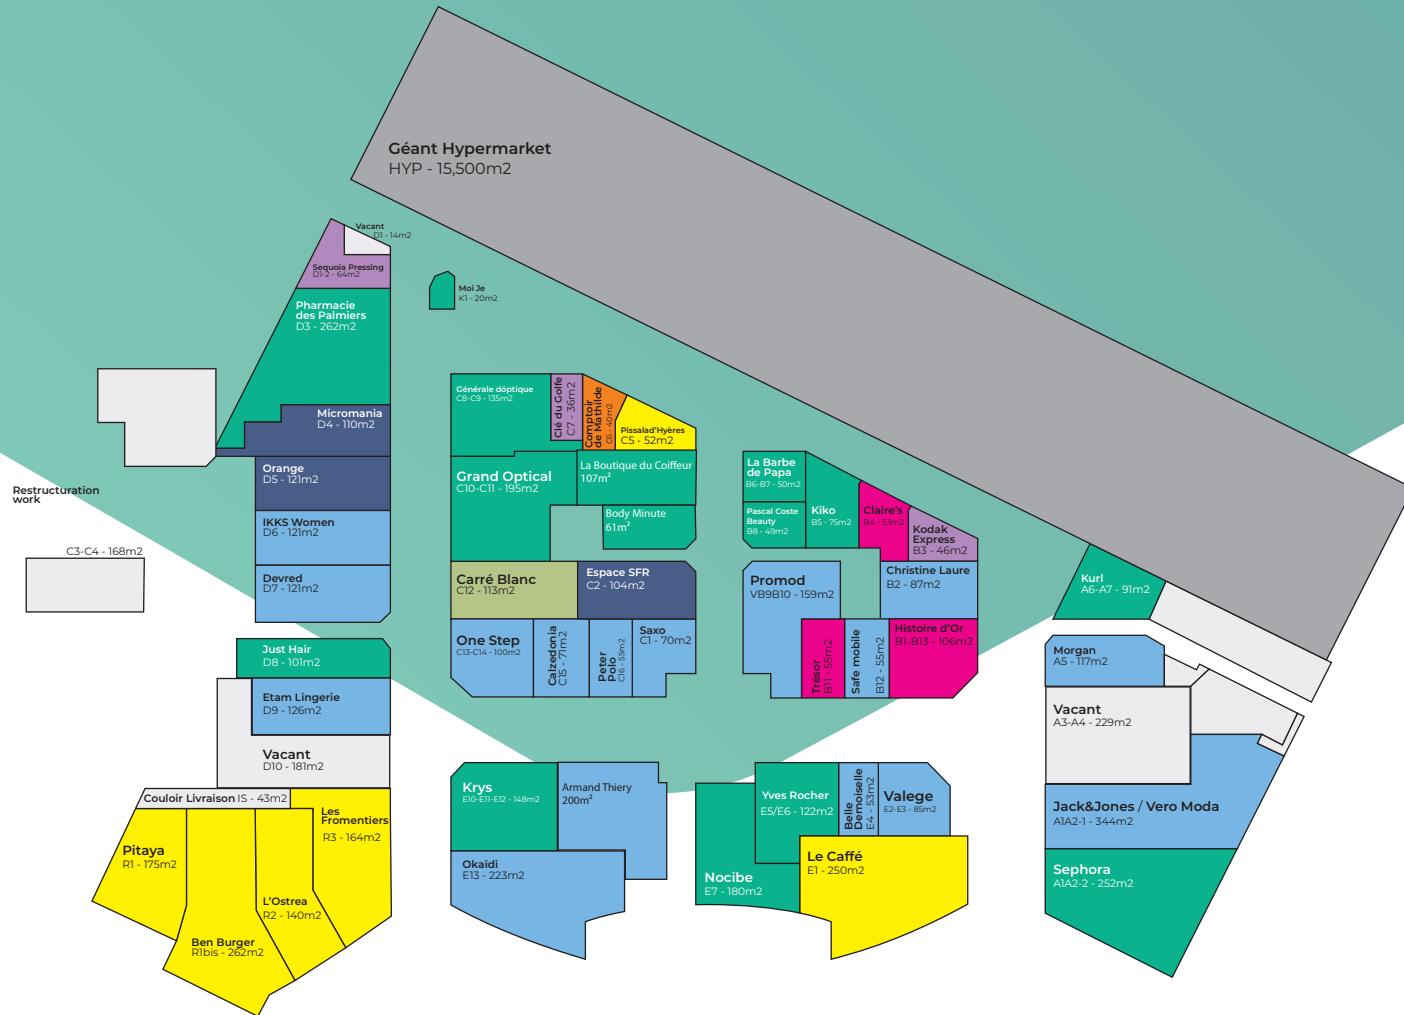 Géant Hypermarket
HYP - 15,500m2
Vacant
D1 - 14m2
Sequoia Pressing
D1-2 - 64m2
Pharmacie
des Palmiers
D3 - 262m2
Moi Je
K1 - 20m2
Micromania
D4 - 110m2
Orange
D5 - 121m2
IKKS Women
D6 - 121m2
Devred
D7 - 121m2
Restructuration
work
C3-C4 - 168m2
Générale dóptique
C8-C9 - 135m2
Clé du Golfe
C7 - 36m2
Comptoir
de Mathilde
C6 - 40m2
Pissalad'Hyères
C5 - 52m2
Grand Optical
C10-C11 - 195m2
La Boutique du Coiffeur
107m²
Body Minute
61m²
Carré Blanc
C12 - 113m2
Espace SFR
C2 - 104m2
One Step
C13-C14 - 100m2
Calzedonia
C15 - 71m2
Peter
Polo
C16 - 55m2
Saxo
C1 - 70m2
La Barbe
de Papa
B6-B7 - 50m2
Pascal Coste
Beauty
B8 - 49m2
Kiko
B5 - 75m2
Claire's
B4 - 53m2
Kodak
Express
B3 - 46m2
Promod
VB9B10 - 159m2
Christine Laure
B2 - 87m2
Trésor
B11 - 55m2
Safe mobile
B12 - 55m2
Histoire d'Or
B1-B13 - 106m2
Kurl
A6-A7 - 91m2
Morgan
A5 - 117m2
Vacant
A3-A4 - 229m2
Jack&Jones / Vero Moda
A1A2-1 - 344m2
Sephora
A1A2-2 - 252m2
Just Hair
D8 - 101m2
Etam Lingerie
D9 - 126m2
Vacant
D10 - 181m2
Couloir Livraison IS - 43m2
Les
Fromentiers
R3 - 164m2
Pitaya
R1 - 175m2
L'Ostrea
R2 - 140m2
Ben Burger
R1bis - 262m2
Krys
E10-E11-E12 - 148m2
Armand Thiery
200m²
Okaïdi
E13 - 223m2
Yves Rocher
E5/E6 - 122m2
Belle
Demoiselle
E4 - 53m2
Valege
E2-E3 - 85m2
Nocibe
E7 - 180m2
Le Caffé
E1 - 250m2